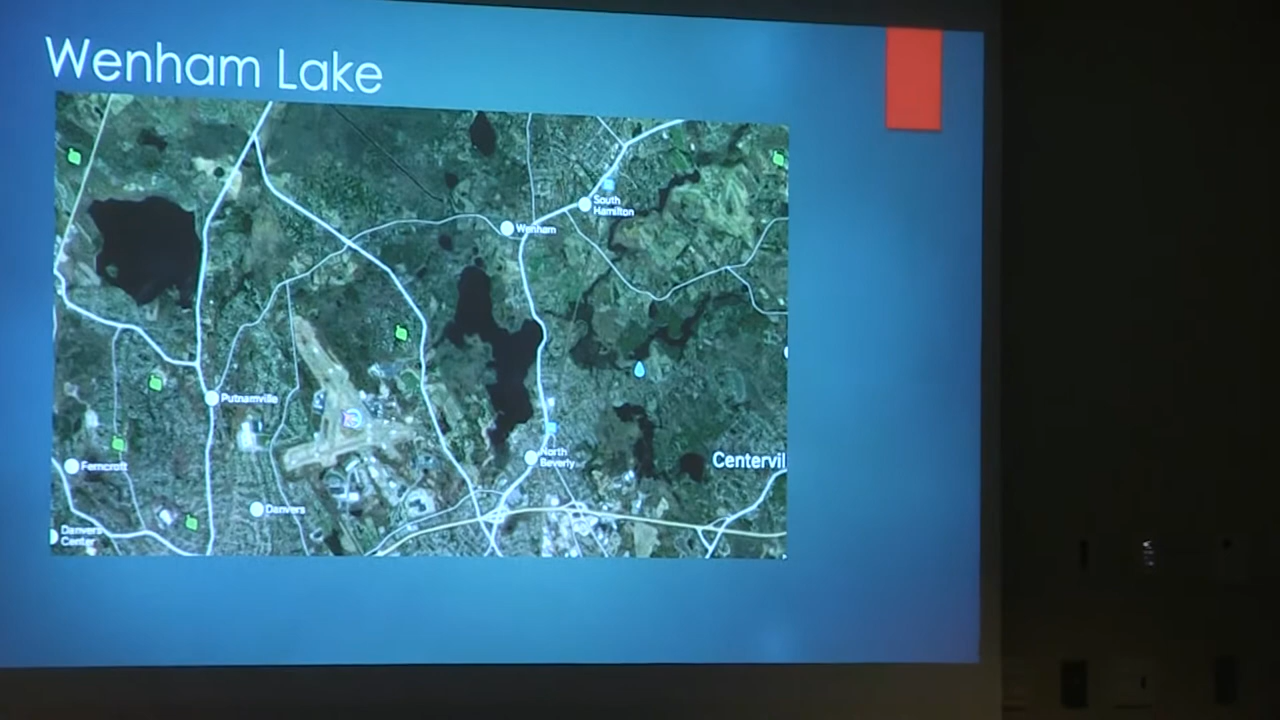 Wenham Lake
South
Hamilton
Wenham
Putnamville
North
Beverly
Centervil
Ferncroft
Danvers
Danvers
Center